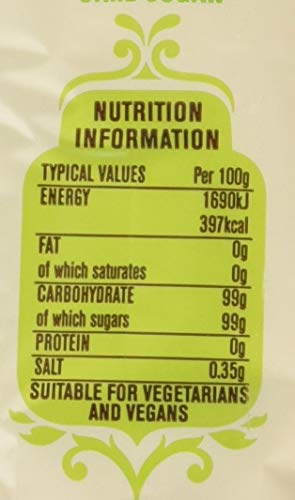 NUTRITION
INFORMATION
TYPICAL VALUES Per 100g
ENERGY 1690kJ
397kcal
FAT 0g
of which saturates 0g
CARBOHYDRATE 99g
of which sugars 99g
PROTEIN 0g
SALT 0.35g
SUITABLE FOR VEGETARIANS
AND VEGANS